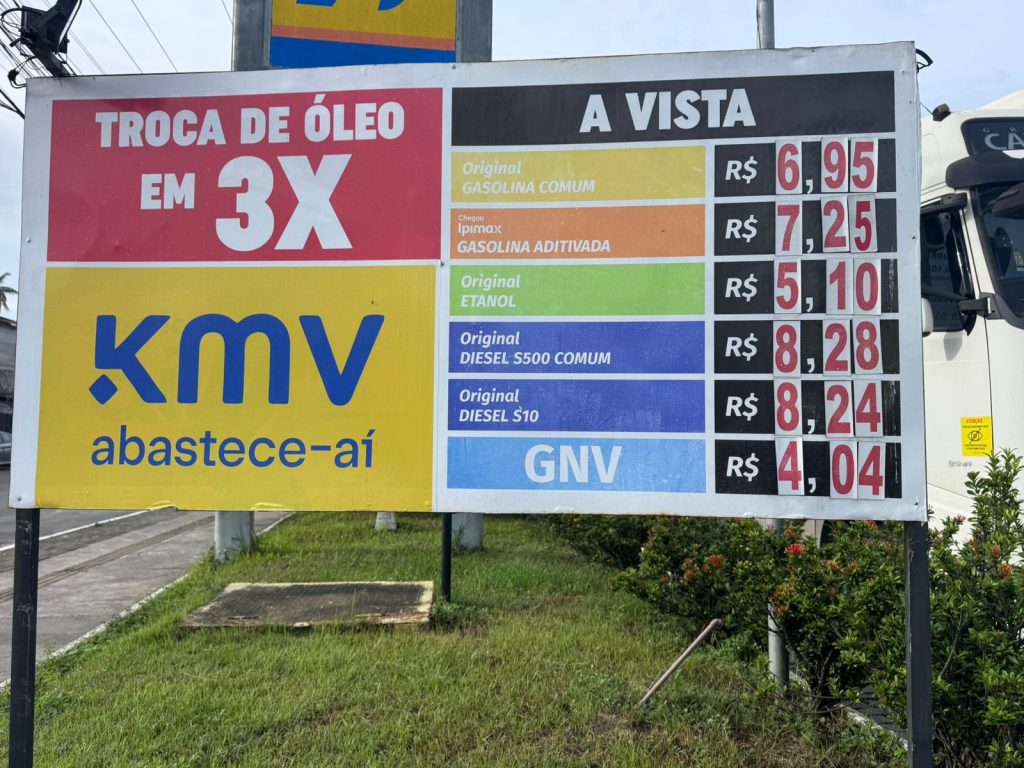 TROCA DE ÓLEO
EM 3X
KMV
abastece-aí
A VISTA
Original
GASOLINA COMUM
R$ 6,95
Chegou
Ipimax
GASOLINA ADITIVADA
R$ 7,25
Original
ETANOL
R$ 5,10
Original
DIESEL S500 COMUM
R$ 8,28
Original
DIESEL S10
R$ 8,24
GNV
R$ 4,04
ATENÇÃO